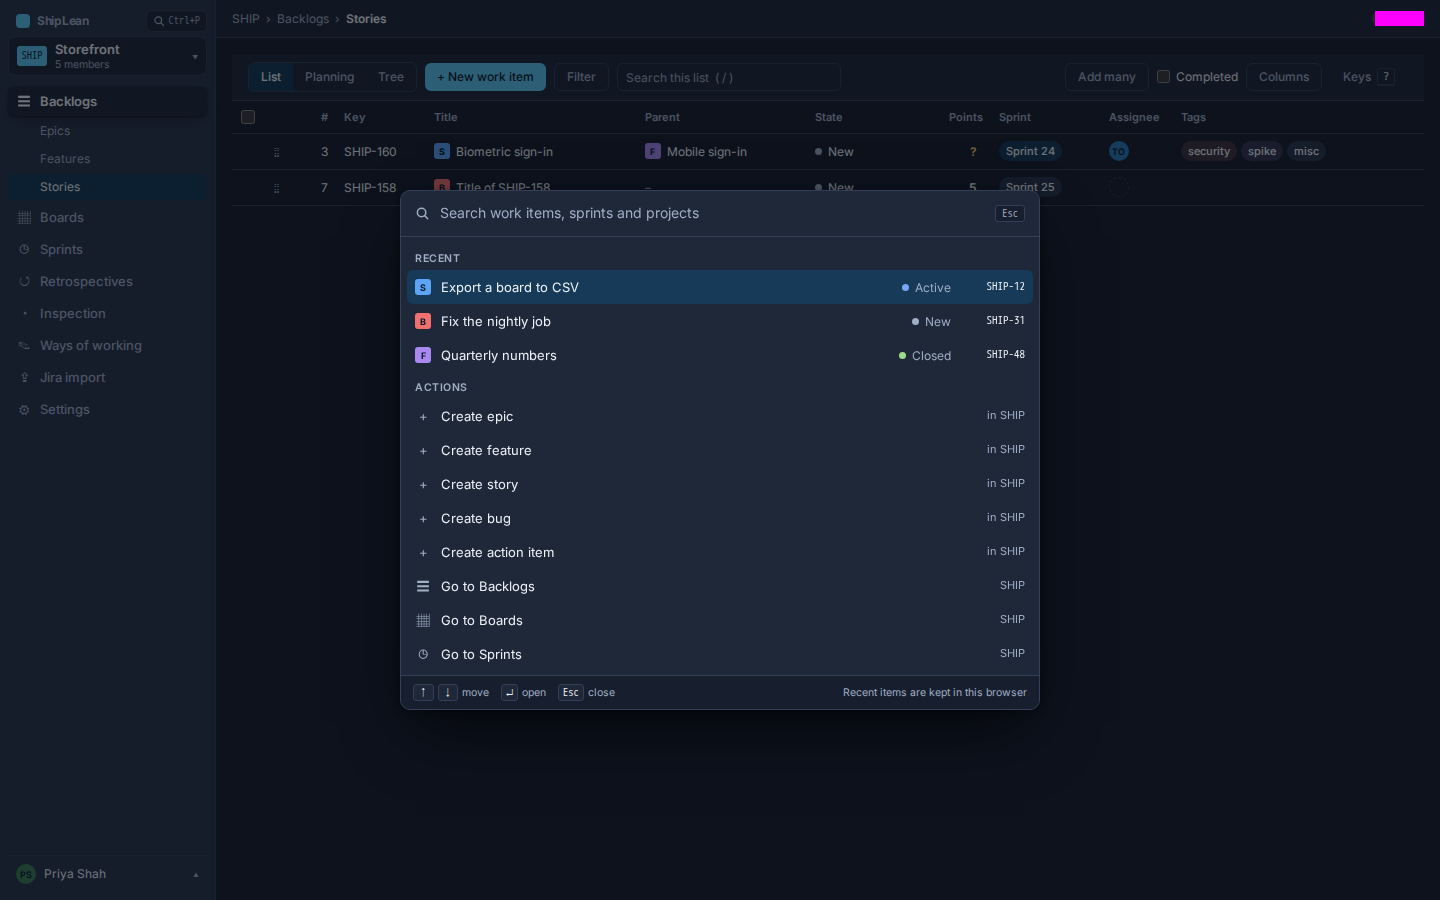 ShipLean Ctrl+P
SHIP Storefront
5 members
Backlogs
Epics
Features
Stories
Boards
Sprints
Retrospectives
Inspection
Ways of working
Jira import
Settings
PS Priya Shah
SHIP › Backlogs › Stories
List Planning Tree + New work item Filter Search this list ( / ) Add many Completed Columns Keys ?
# Key Title Parent State Points Sprint Assignee Tags
3 SHIP-160 S Biometric sign-in F Mobile sign-in New ? Sprint 24 TO security spike misc
7 SHIP-158 B Title of SHIP-158 – New 5 Sprint 25
Search work items, sprints and projects Esc
RECENT
S Export a board to CSV Active SHIP-12
B Fix the nightly job New SHIP-31
F Quarterly numbers Closed SHIP-48
ACTIONS
+ Create epic in SHIP
+ Create feature in SHIP
+ Create story in SHIP
+ Create bug in SHIP
+ Create action item in SHIP
Go to Backlogs SHIP
Go to Boards SHIP
Go to Sprints SHIP
↑ ↓ move ↵ open Esc close Recent items are kept in this browser